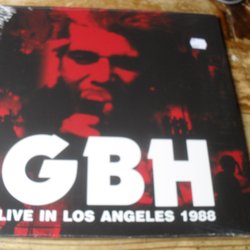 GBH
LIVE IN LOS ANGELES 1988